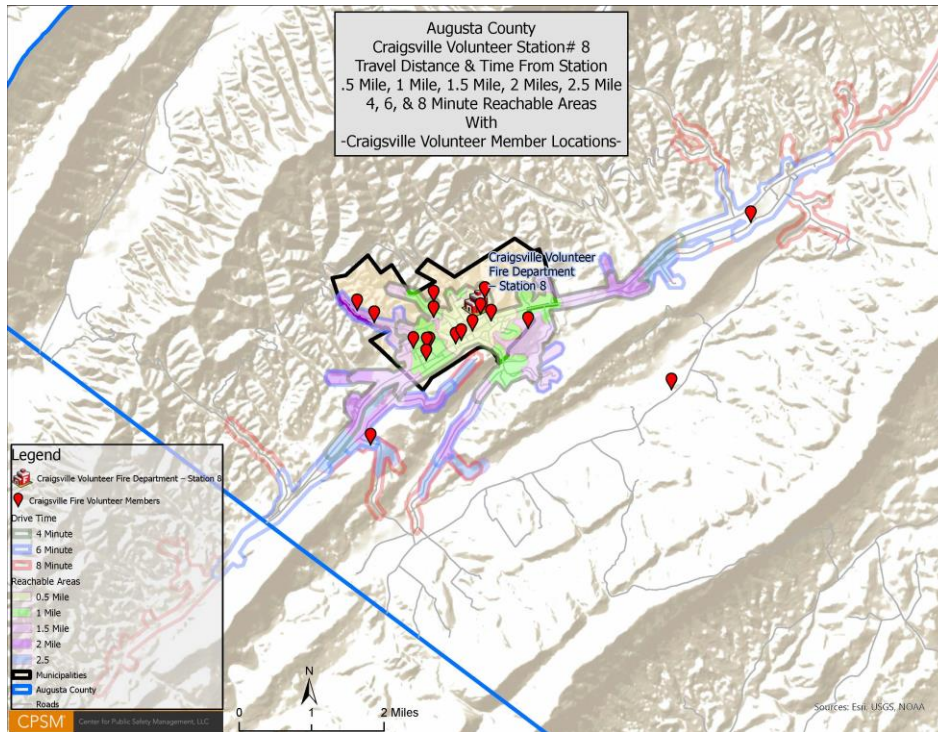 Augusta County
Craigsville Volunteer Station# 8
Travel Distance & Time From Station
.5 Mile, 1 Mile, 1.5 Mile, 2 Miles, 2.5 Mile
4, 6, & 8 Minute Reachable Areas
With
-Craigsville Volunteer Member Locations-
Craigsville Volunteer
Fire Department
– Station 8
Legend
Craigsville Volunteer Fire Department – Station 8
Craigsville Fire Volunteer Members
Drive Time
4 Minute
6 Minute
8 Minute
Reachable Areas
0.5 Mile
1 Mile
1.5 Mile
2 Mile
2.5
Municipalities
Augusta County
Roads
CPSM® Center for Public Safety Management, LLC
N
0 1 2 Miles
Sources: Esri, USGS, NOAA